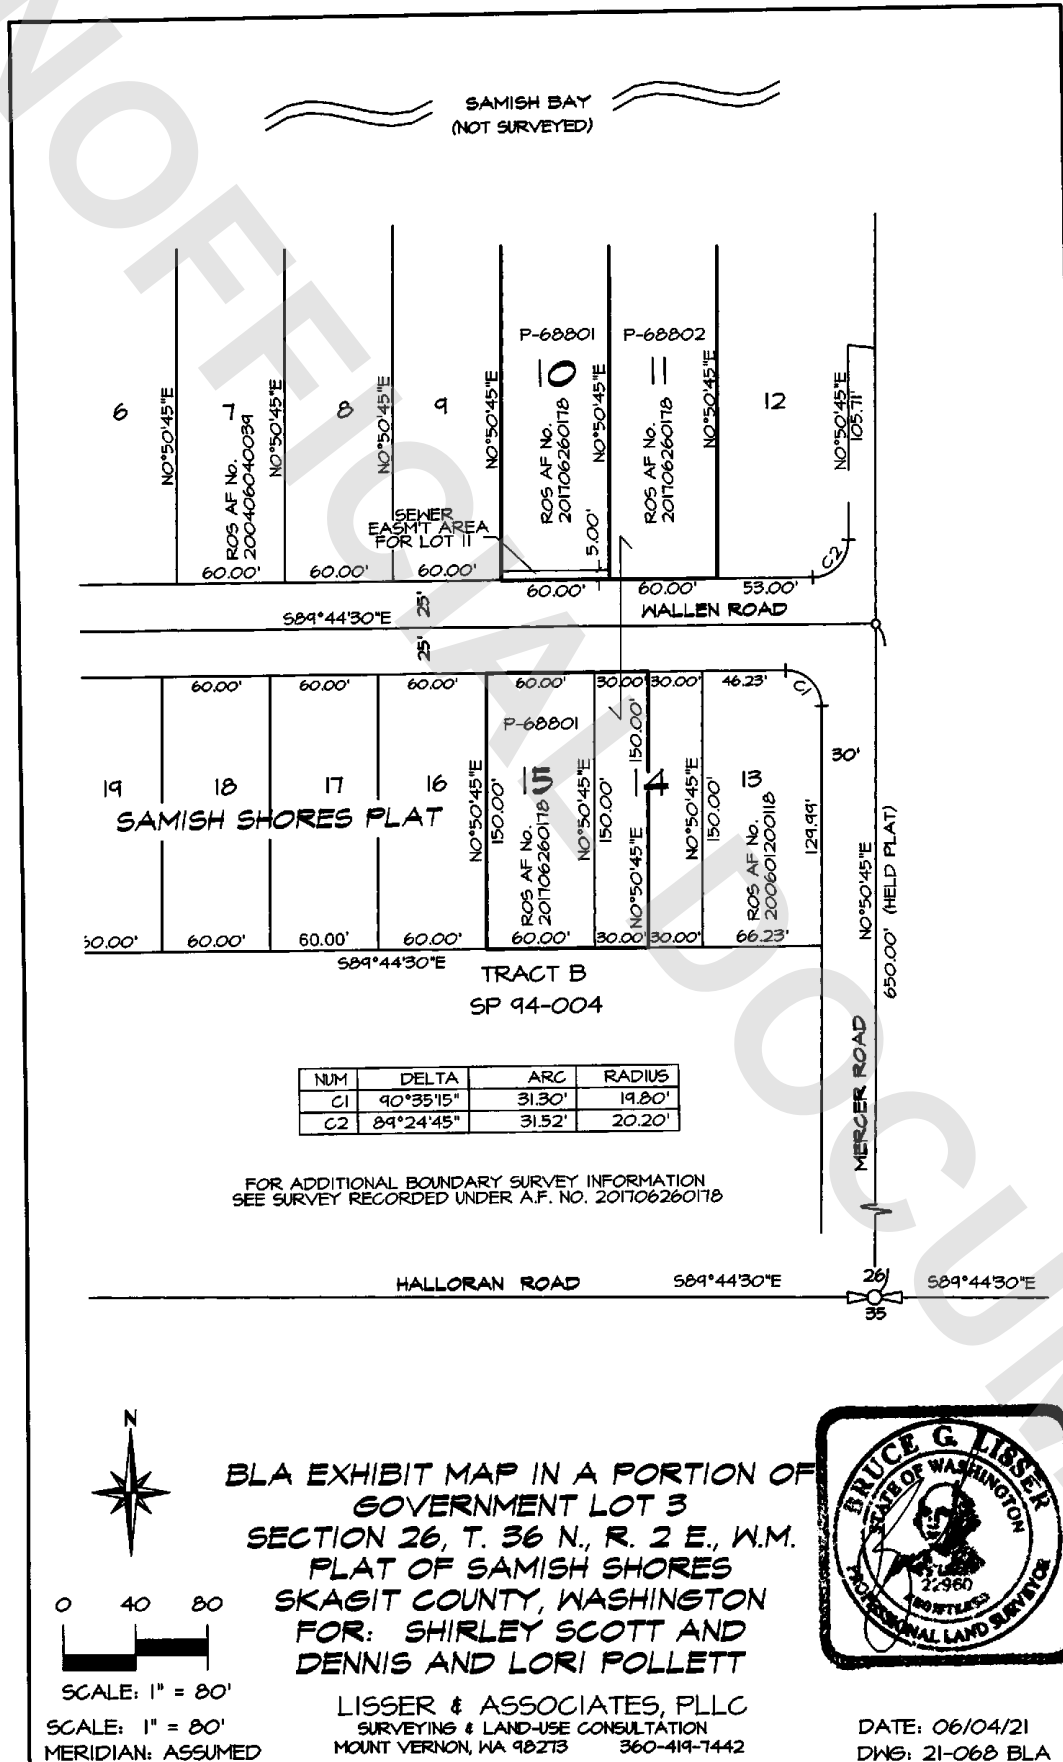 UNOFFICIAL DOCUMENT
SAMISH BAY
(NOT SURVEYED)
P-68801
P-68802
6
7
8
9
10
11
12
N0°50'45"E
ROS AF No.
200406040039
N0°50'45"E
N0°50'45"E
N0°50'45"E
ROS AF No.
201706260178
N0°50'45"E
ROS AF No.
201706260178
N0°50'45"E
N0°50'45"E
105.71'
SEWER
EASM'T AREA
FOR LOT 11
5.00'
C2
60.00'
60.00'
60.00'
60.00'
60.00'
53.00'
S89°44'30"E
25'
WALLEN ROAD
25'
60.00'
60.00'
60.00'
60.00'
30.00'
30.00'
46.23'
C1
P-68801
19
18
17
16
15
14
13
30'
SAMISH SHORES PLAT
N0°50'45"E
150.00'
ROS AF No.
201706260178
N0°50'45"E
150.00'
N0°50'45"E
150.00'
N0°50'45"E
150.00'
ROS AF No.
200601200118
129.99'
N0°50'45"E
650.00' (HELD PLAT)
60.00'
60.00'
60.00'
60.00'
60.00'
30.00'
30.00'
66.23'
S89°44'30"E
TRACT B
SP 94-004
MERCER ROAD
NUM DELTA ARC RADIUS
C1 90°35'15" 31.30' 19.80'
C2 89°24'45" 31.52' 20.20'
FOR ADDITIONAL BOUNDARY SURVEY INFORMATION
SEE SURVEY RECORDED UNDER A.F. NO. 201706260178
HALLORAN ROAD
S89°44'30"E
26
35
S89°44'30"E
N
BLA EXHIBIT MAP IN A PORTION OF
GOVERNMENT LOT 3
SECTION 26, T. 36 N., R. 2 E., W.M.
PLAT OF SAMISH SHORES
SKAGIT COUNTY, WASHINGTON
FOR: SHIRLEY SCOTT AND
DENNIS AND LORI POLLETT
BRUCE G. LISSER
STATE OF WASHINGTON
22960
PROFESSIONAL LAND SURVEYOR
0 40 80
SCALE: 1" = 80'
SCALE: 1" = 80'
MERIDIAN: ASSUMED
LISSER & ASSOCIATES, PLLC
SURVEYING & LAND-USE CONSULTATION
MOUNT VERNON, WA 98273 360-419-7442
DATE: 06/04/21
DWG: 21-068 BLA